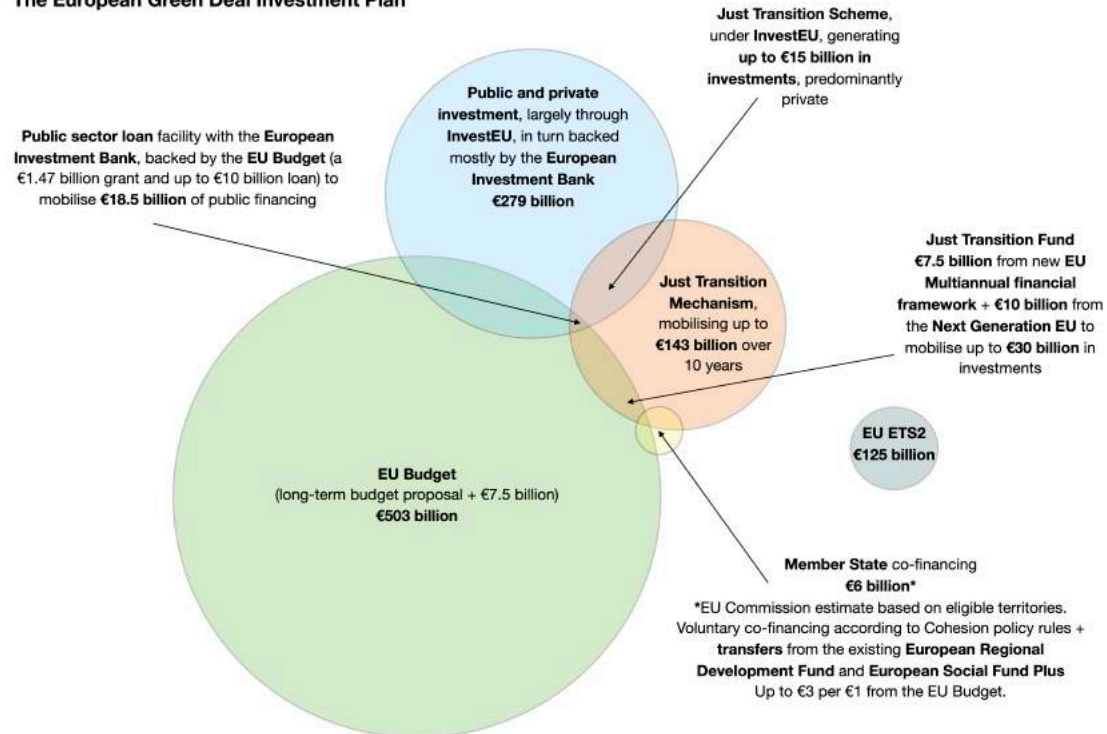 The European Green Deal Investment Plan
Just Transition Scheme,
under InvestEU, generating
up to €15 billion in
investments, predominantly
private
Public and private
investment, largely through
InvestEU, in turn backed
mostly by the European
Investment Bank
€279 billion
Public sector loan facility with the European
Investment Bank, backed by the EU Budget (a
€1.47 billion grant and up to €10 billion loan) to
mobilise €18.5 billion of public financing
Just Transition Fund
€7.5 billion from new EU
Multiannual financial
framework + €10 billion from
the Next Generation EU to
mobilise up to €30 billion in
investments
Just Transition
Mechanism,
mobilising up to
€143 billion over
10 years
EU ETS2
€125 billion
EU Budget
(long-term budget proposal + €7.5 billion)
€503 billion
Member State co-financing
€6 billion*
*EU Commission estimate based on eligible territories.
Voluntary co-financing according to Cohesion policy rules +
transfers from the existing European Regional
Development Fund and European Social Fund Plus
Up to €3 per €1 from the EU Budget.